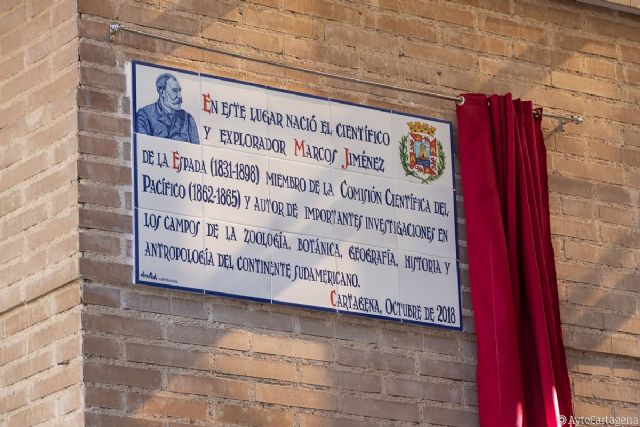 En este lugar nació el científico
y explorador Marcos Jiménez
de la Espada (1831-1898) miembro de la Comisión Científica del
Pacífico (1862-1865) y autor de importantes investigaciones en
los campos de la zoología, botánica, geografía, historia y
antropología del continente sudamericano.
Cartagena, Octubre de 2018
© AytoCartagena